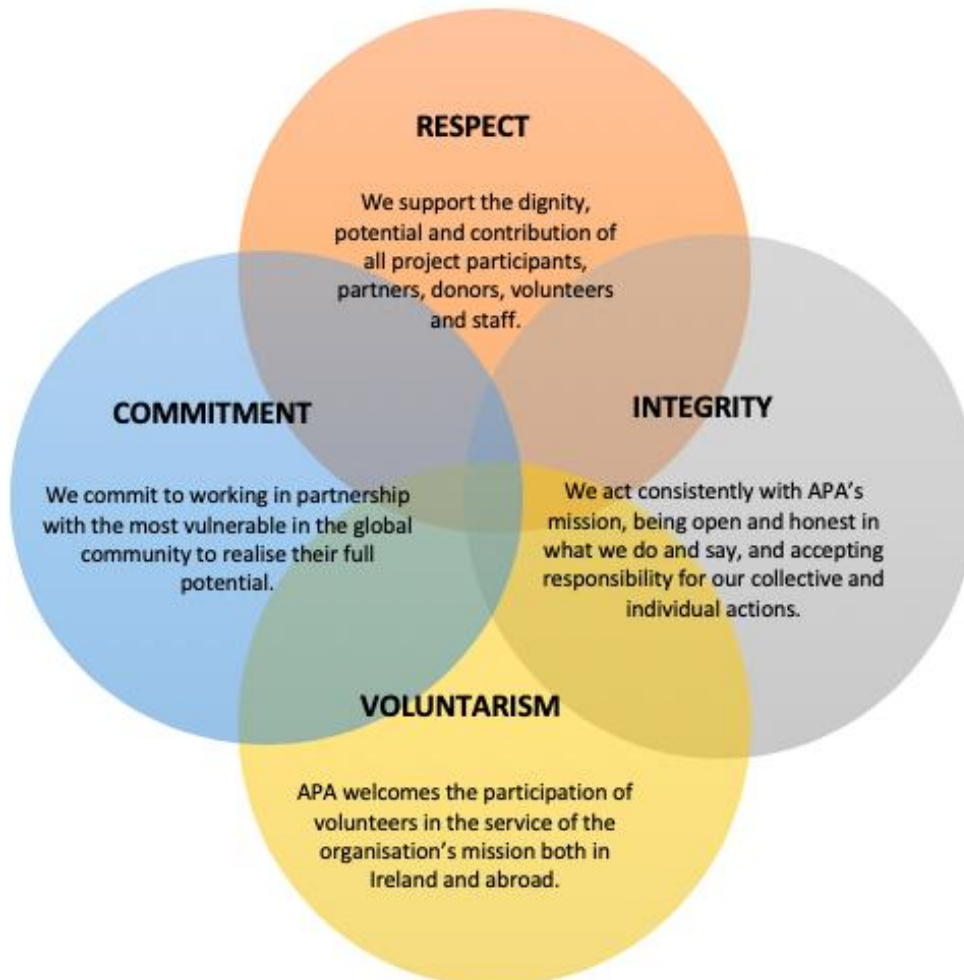 RESPECT
We support the dignity,
potential and contribution of
all project participants,
partners, donors, volunteers
and staff.
COMMITMENT
We commit to working in partnership
with the most vulnerable in the global
community to realise their full
potential.
INTEGRITY
We act consistently with APA’s
mission, being open and honest in
what we do and say, and accepting
responsibility for our collective and
individual actions.
VOLUNTARISM
APA welcomes the participation of
volunteers in the service of the
organisation’s mission both in
Ireland and abroad.